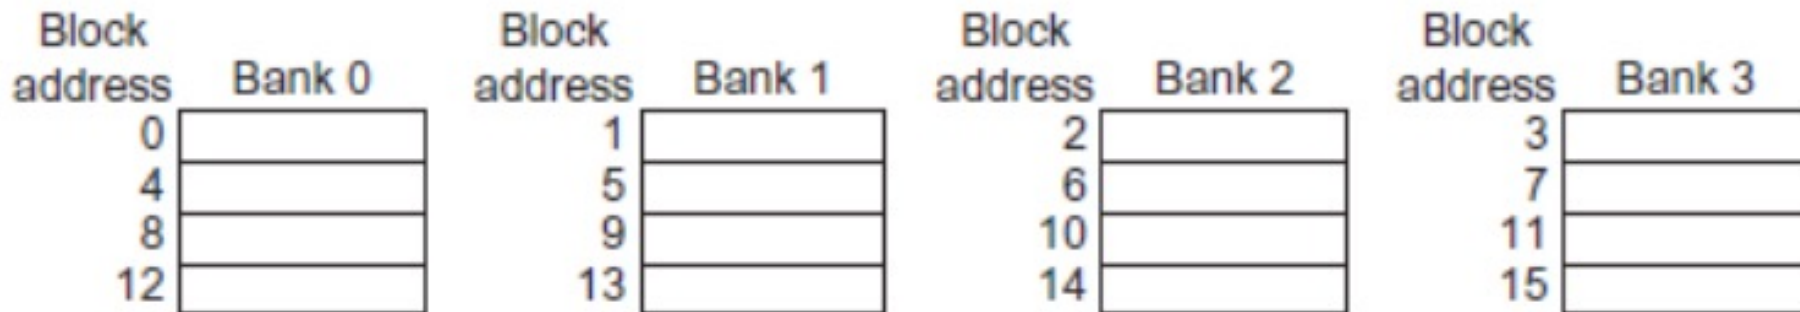 Block Block Block Block
address Bank 0 address Bank 1 address Bank 2 address Bank 3
0 1 2 3
4 5 6 7
8 9 10 11
12 13 14 15